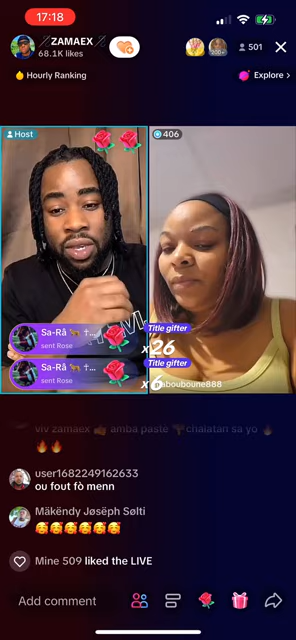 17:18
ZAMAEX
68.1K likes
200+
501
Hourly Ranking
Explore >
Host
406
Title gifter
Sa-Râ
sent Rose
x26
Title gifter
Sa-Râ
sent Rose
abouboune888
viv zamaex 👍 amba paste 👎 chalatan sa yo 🔥
🔥🔥
user1682249162633
ou fout fò menn
Mäkëndy Jøsëph Sølti
🥰🥰🥰🥰🥰🥰
Mine 509 liked the LIVE
Add comment